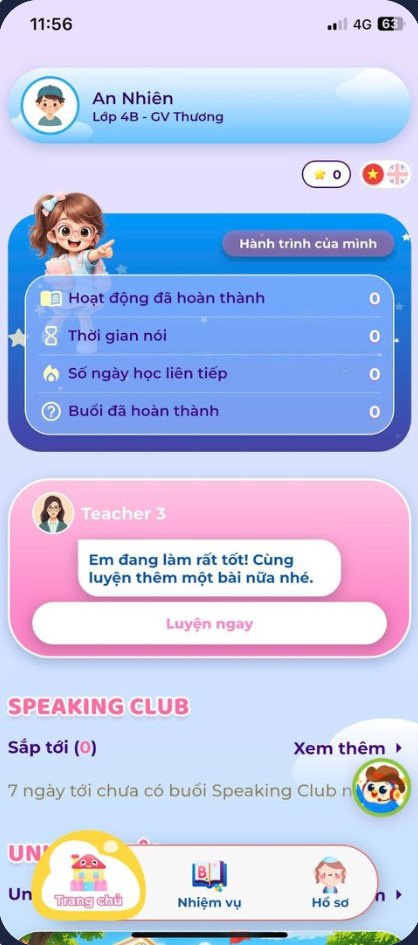 11:56
4G 63
An Nhiên
Lớp 4B - GV Thương
0
Hành trình của mình
Hoạt động đã hoàn thành 0
Thời gian nói 0
Số ngày học liên tiếp 0
Buổi đã hoàn thành 0
Teacher 3
Em đang làm rất tốt! Cùng
luyện thêm một bài nữa nhé.
Luyện ngay
SPEAKING CLUB
Sắp tới (0) Xem thêm
7 ngày tới chưa có buổi Speaking Club
Trang chủ
Nhiệm vụ
Hồ sơ